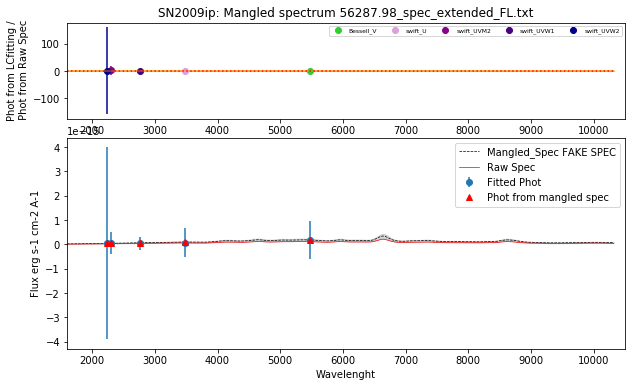 SN2009ip: Mangled spectrum 56287.98_spec_extended_FL.txt
Phot from LCfitting /
Phot from Raw Spec
100
0
−100
Bessell_V swift_U swift_UVM2 swift_UVW1 swift_UVW2
2000 3000 4000 5000 6000 7000 8000 9000 10000
Flux erg s-1 cm-2 A-1
4
3
2
1
0
−1
−2
−3
−4
Mangled_Spec FAKE SPEC
Raw Spec
Fitted Phot
Phot from mangled spec
2000 3000 4000 5000 6000 7000 8000 9000 10000
Wavelenght